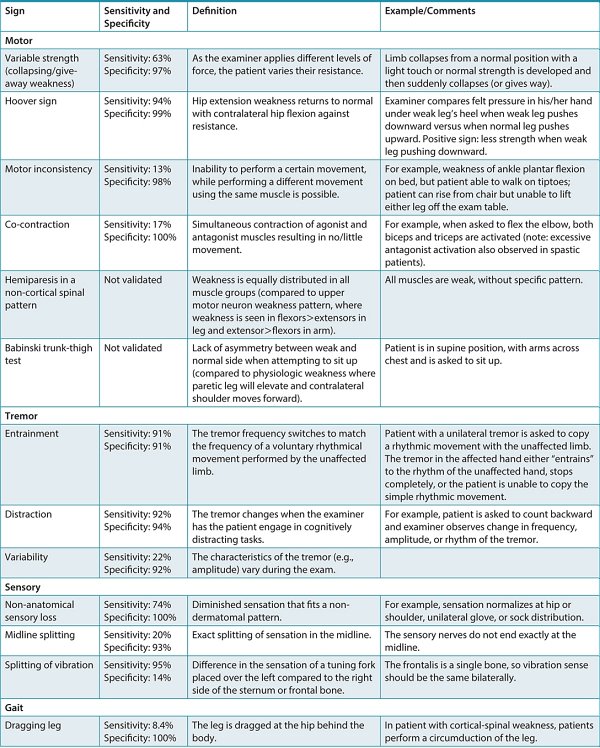 Sign
Sensitivity and
Specificity
Definition
Example/Comments
Motor
Variable strength
(collapsing/give-
away weakness)
Sensitivity: 63%
Specificity: 97%
As the examiner applies different levels of
force, the patient varies their resistance.
Limb collapses from a normal position with a
light touch or normal strength is developed and
then suddenly collapses (or gives way).
Hoover sign
Sensitivity: 94%
Specificity: 99%
Hip extension weakness returns to normal
with contralateral hip flexion against
resistance.
Examiner compares felt pressure in his/her hand
under weak leg’s heel when weak leg pushes
downward versus when normal leg pushes
upward. Positive sign: less strength when weak
leg pushing downward.
Motor inconsistency
Sensitivity: 13%
Specificity: 98%
Inability to perform a certain movement,
while performing a different movement
using the same muscle is possible.
For example, weakness of ankle plantar flexion
on bed, but patient able to walk on tiptoes;
patient can rise from chair but unable to lift
either leg off the exam table.
Co-contraction
Sensitivity: 17%
Specificity: 100%
Simultaneous contraction of agonist and
antagonist muscles resulting in no/little
movement.
For example, when asked to flex the elbow, both
biceps and triceps are activated (note: excessive
antagonist activation also observed in spastic
patients).
Hemiparesis in a
non-cortical spinal
pattern
Not validated
Weakness is equally distributed in all
muscle groups (compared to upper
motor neuron weakness pattern, where
weakness is seen in flexors>extensors in
leg and extensor>flexors in arm).
All muscles are weak, without specific pattern.
Babinski trunk-thigh
test
Not validated
Lack of asymmetry between weak and
normal side when attempting to sit up
(compared to physiologic weakness where
paretic leg will elevate and contralateral
shoulder moves forward).
Patient is in supine position, with arms across
chest and is asked to sit up.
Tremor
Entrainment
Sensitivity: 91%
Specificity: 91%
The tremor frequency switches to match
the frequency of a voluntary rhythmical
movement performed by the unaffected
limb.
Patient with a unilateral tremor is asked to copy
a rhythmic movement with the unaffected limb.
The tremor in the affected hand either “entrains”
to the rhythm of the unaffected hand, stops
completely, or the patient is unable to copy the
simple rhythmic movement.
Distraction
Sensitivity: 92%
Specificity: 94%
The tremor changes when the examiner
has the patient engage in cognitively
distracting tasks.
For example, patient is asked to count backward
and examiner observes change in frequency,
amplitude, or rhythm of the tremor.
Variability
Sensitivity: 22%
Specificity: 92%
The characteristics of the tremor (e.g.,
amplitude) vary during the exam.
Sensory
Non-anatomical
sensory loss
Sensitivity: 74%
Specificity: 100%
Diminished sensation that fits a non-
dermatomal pattern.
For example, sensation normalizes at hip or
shoulder, unilateral glove, or sock distribution.
Midline splitting
Sensitivity: 20%
Specificity: 93%
Exact splitting of sensation in the midline.
The sensory nerves do not end exactly at the
midline.
Splitting of vibration
Sensitivity: 95%
Specificity: 14%
Difference in the sensation of a tuning fork
placed over the left compared to the right
side of the sternum or frontal bone.
The frontalis is a single bone, so vibration sense
should be the same bilaterally.
Gait
Dragging leg
Sensitivity: 8.4%
Specificity: 100%
The leg is dragged at the hip behind the
body.
In patient with cortical-spinal weakness, patients
perform a circumduction of the leg.